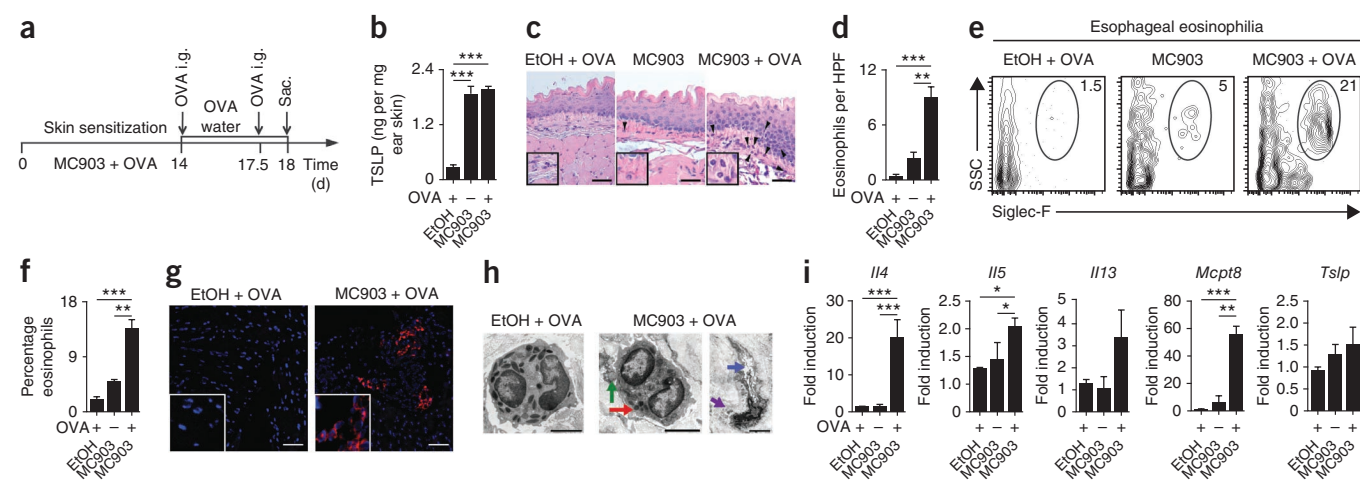 a
OVA i.g.
OVA i.g.
Sac.
OVA
water
Skin sensitization
0
MC903 + OVA
14
17.5
18
Time
(d)
b
TSLP (ng per mg
ear skin)
2.4
1.2
0
***
***
OVA + – +
EtOH
MC903
MC903
c
EtOH + OVA
MC903
MC903 + OVA
d
Eosinophils per HPF
12
6
0
***
**
OVA + – +
EtOH
MC903
MC903
e
Esophageal eosinophilia
EtOH + OVA
MC903
MC903 + OVA
1.5
5
21
SSC
Siglec-F
f
Percentage
eosinophils
18
9
0
***
**
OVA + – +
EtOH
MC903
MC903
g
EtOH + OVA
MC903 + OVA
h
EtOH + OVA
MC903 + OVA
i
Il4
Fold induction
30
20
10
0
***
***
OVA + – +
EtOH
MC903
MC903
Il5
Fold induction
2.5
2.0
1.5
1.0
0.5
0
*
*
+ – +
EtOH
MC903
MC903
Il13
Fold induction
5
4
3
2
1
0
+ – +
EtOH
MC903
MC903
Mcpt8
Fold induction
80
60
40
20
0
***
**
+ – +
EtOH
MC903
MC903
Tslp
Fold induction
2.5
2.0
1.5
1.0
0.5
0
+ – +
EtOH
MC903
MC903